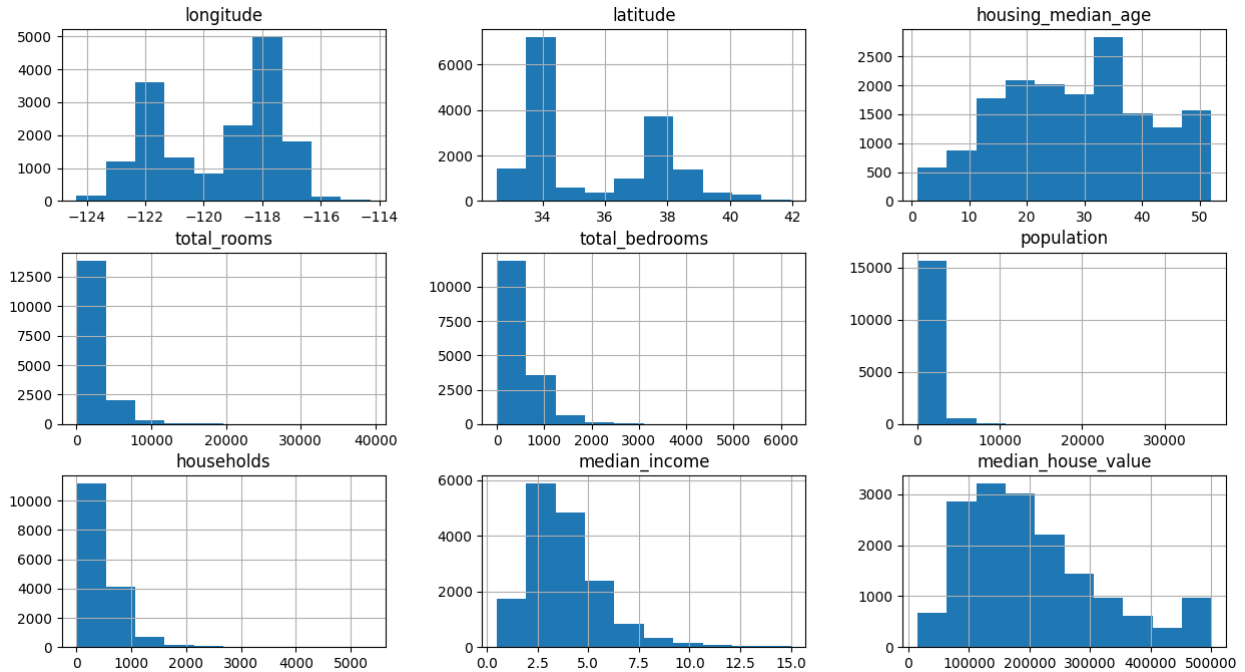 longitude
5000
4000
3000
2000
1000
0
−124 −122 −120 −118 −116 −114
latitude
6000
4000
2000
0
34 36 38 40 42
housing_median_age
2500
2000
1500
1000
500
0
0 10 20 30 40 50
total_rooms
12500
10000
7500
5000
2500
0
0 10000 20000 30000 40000
total_bedrooms
10000
7500
5000
2500
0
0 1000 2000 3000 4000 5000 6000
population
15000
10000
5000
0
0 10000 20000 30000
households
10000
8000
6000
4000
2000
0
0 1000 2000 3000 4000 5000
median_income
6000
4000
2000
0
0.0 2.5 5.0 7.5 10.0 12.5 15.0
median_house_value
3000
2000
1000
0
0 100000 200000 300000 400000 500000